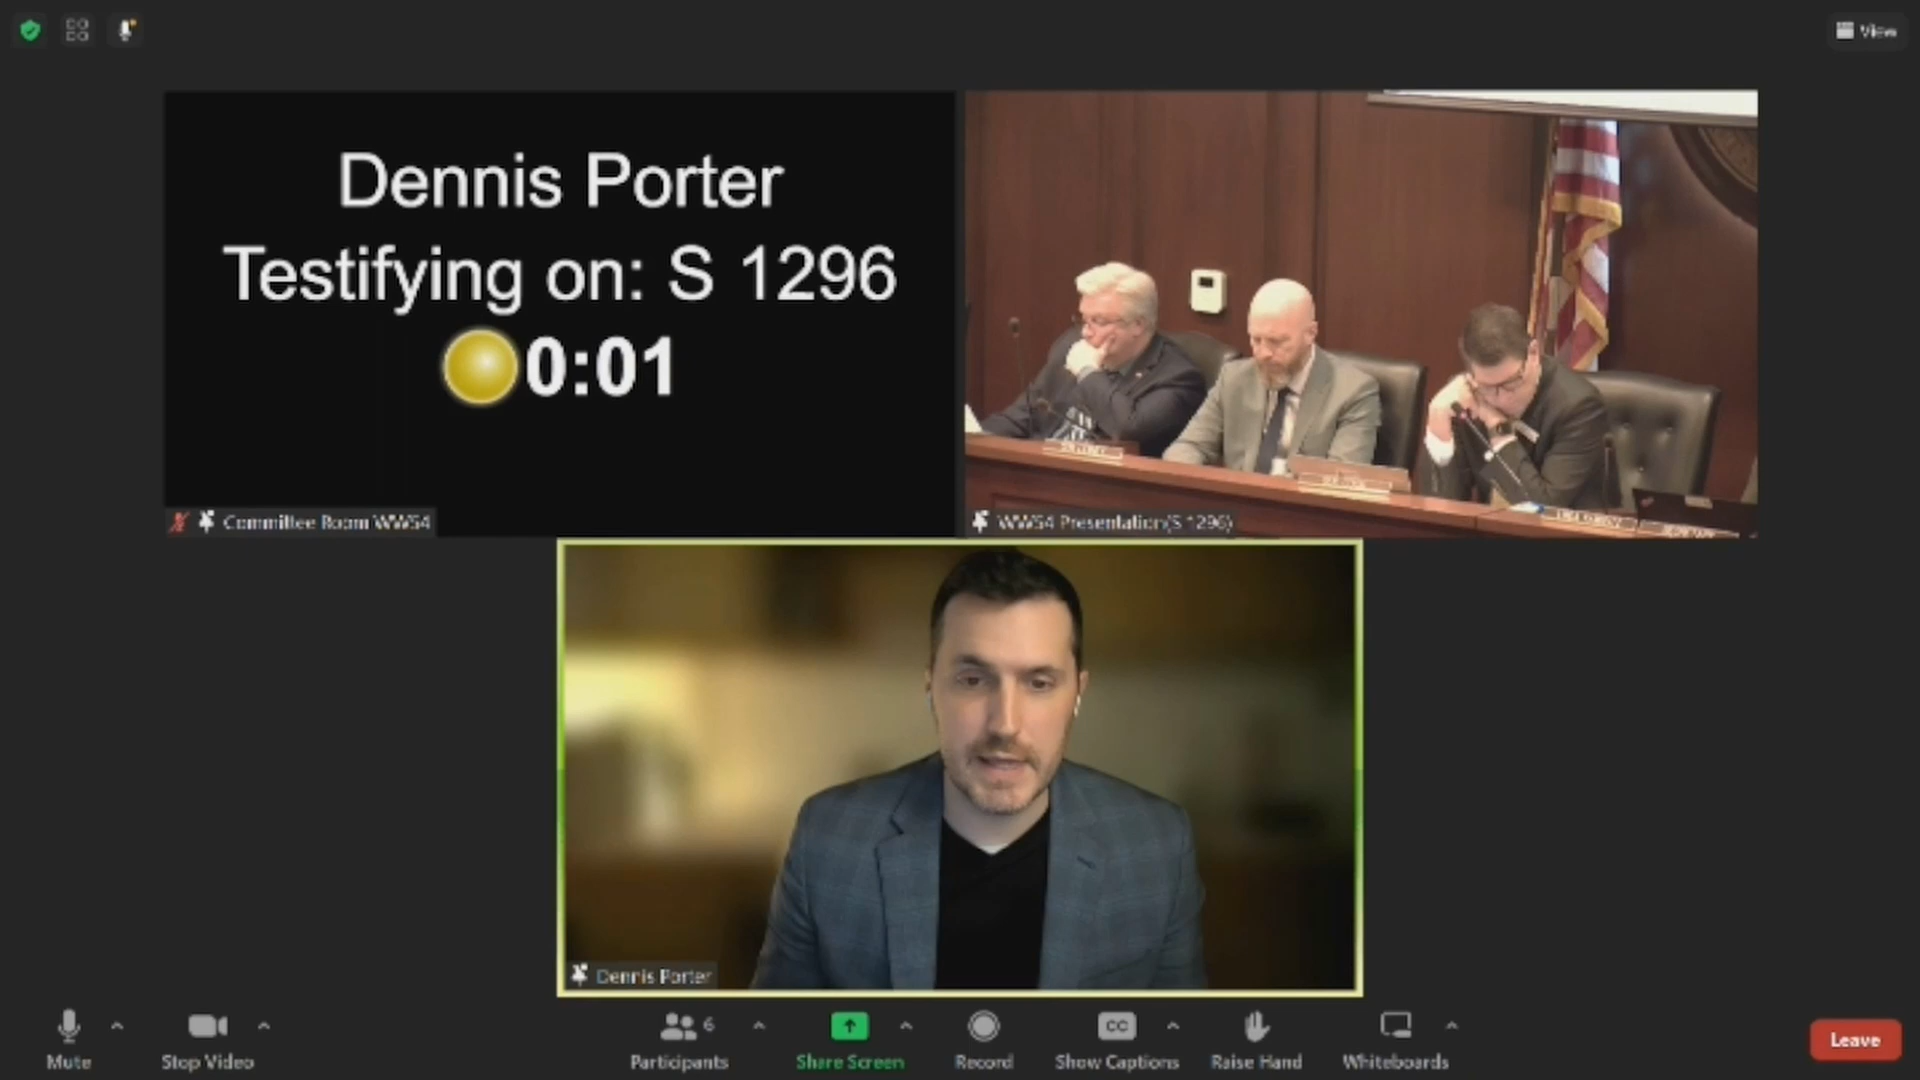 View
Dennis Porter
Testifying on: S 1296
0:01
Committee Room WW54
WW54 Presentation(S 1296)
Dennis Porter
6
CC
Mute
Stop Video
Participants
Share Screen
Record
Show Captions
Raise Hand
Whiteboards
Leave